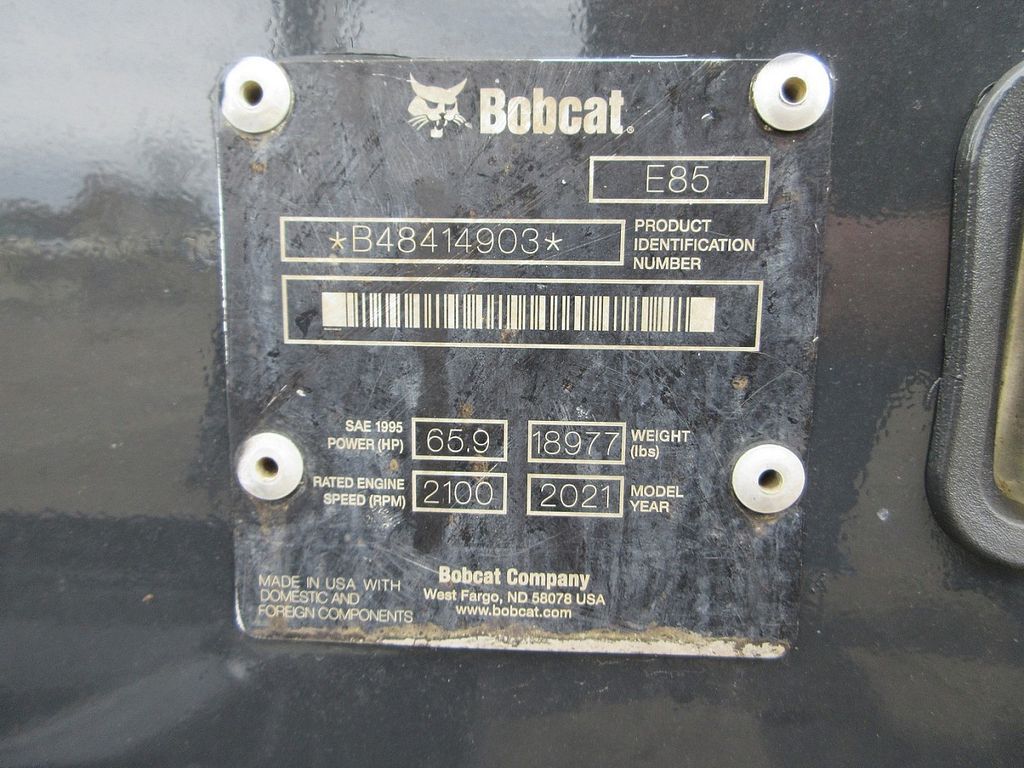 Bobcat®
E85
*B48414903*
PRODUCT
IDENTIFICATION
NUMBER
SAE 1995
POWER (HP)
65.9
18977
WEIGHT
(lbs)
RATED ENGINE
SPEED (RPM)
2100
2021
MODEL
YEAR
MADE IN USA WITH
DOMESTIC AND
FOREIGN COMPONENTS
Bobcat Company
West Fargo, ND 58078 USA
www.bobcat.com